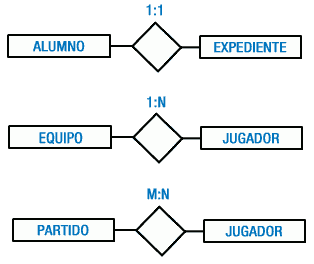 1:1
ALUMNO EXPEDIENTE
1:N
EQUIPO JUGADOR
M:N
PARTIDO JUGADOR